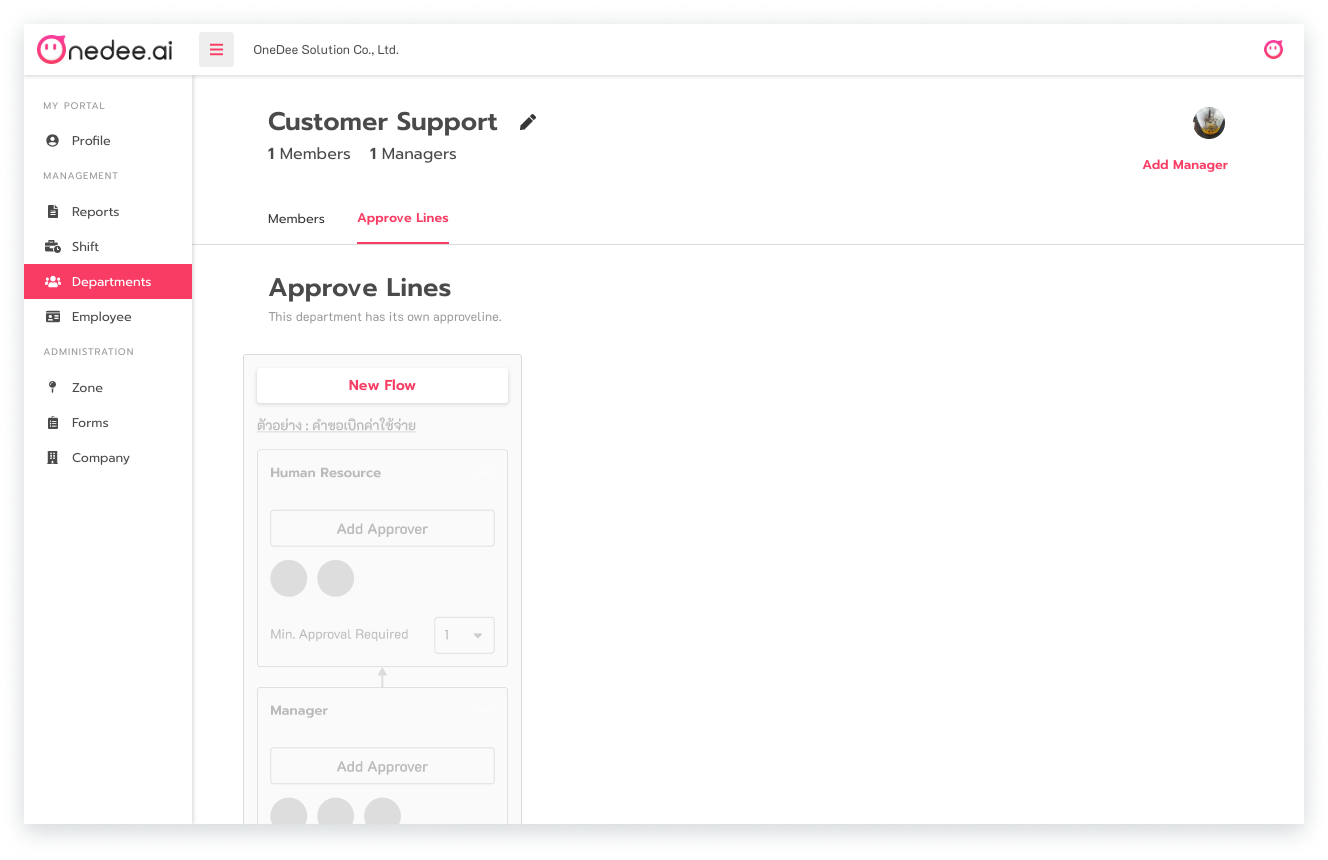 Onedee.ai
OneDee Solution Co., Ltd.
MY PORTAL
Profile
MANAGEMENT
Reports
Shift
Departments
Employee
ADMINISTRATION
Zone
Forms
Company
Customer Support
1 Members 1 Managers
Add Manager
Members Approve Lines
Approve Lines
This department has its own approveline.
New Flow
ตัวอย่าง : คำขอเบิกค่าใช้จ่าย
Human Resource
Add Approver
Min. Approval Required 1
Manager
Add Approver